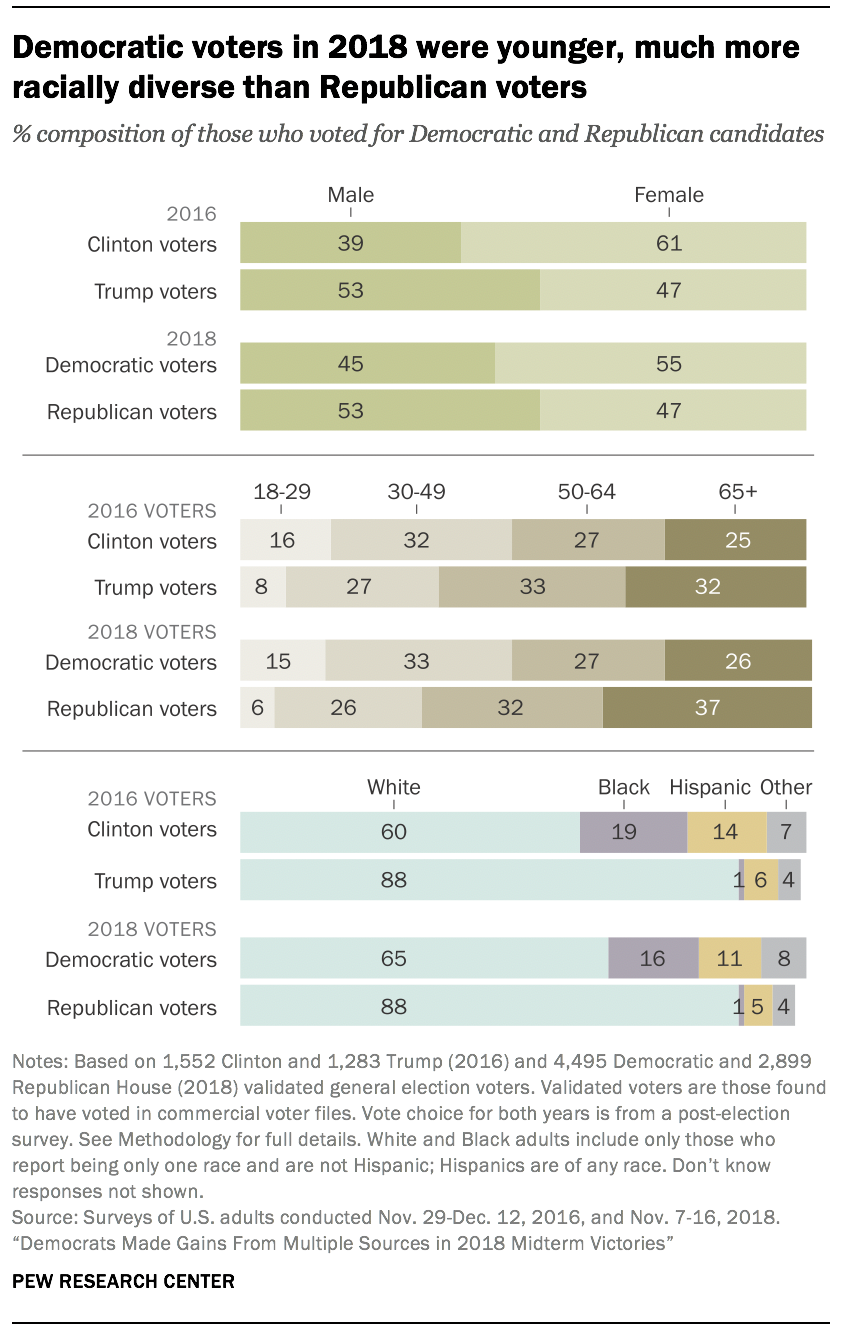 Democratic voters in 2018 were younger, much more
racially diverse than Republican voters
% composition of those who voted for Democratic and Republican candidates
Male Female
2016
Clinton voters 39 61
Trump voters 53 47
2018
Democratic voters 45 55
Republican voters 53 47
18-29 30-49 50-64 65+
2016 VOTERS
Clinton voters 16 32 27 25
Trump voters 8 27 33 32
2018 VOTERS
Democratic voters 15 33 27 26
Republican voters 6 26 32 37
White Black Hispanic Other
2016 VOTERS
Clinton voters 60 19 14 7
Trump voters 88 1 6 4
2018 VOTERS
Democratic voters 65 16 11 8
Republican voters 88 1 5 4
Notes: Based on 1,552 Clinton and 1,283 Trump (2016) and 4,495 Democratic and 2,899
Republican House (2018) validated general election voters. Validated voters are those found
to have voted in commercial voter files. Vote choice for both years is from a post-election
survey. See Methodology for full details. White and Black adults include only those who
report being only one race and are not Hispanic; Hispanics are of any race. Don’t know
responses not shown.
Source: Surveys of U.S. adults conducted Nov. 29-Dec. 12, 2016, and Nov. 7-16, 2018.
“Democrats Made Gains From Multiple Sources in 2018 Midterm Victories”
PEW RESEARCH CENTER